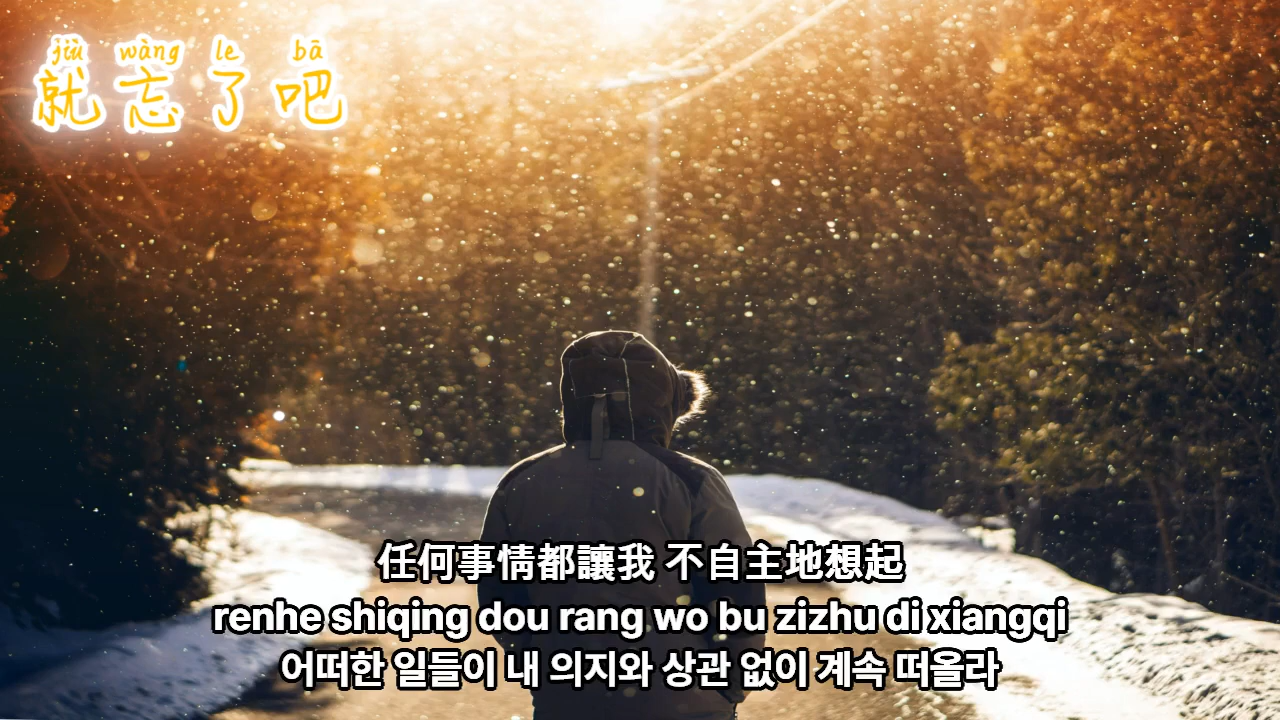 jiù wàng le bā
就忘了吧
任何事情都讓我 不自主地想起
renhe shiqing dou rang wo bu zizhu di xiangqi
어떠한 일들이 내 의지와 상관 없이 계속 떠올라